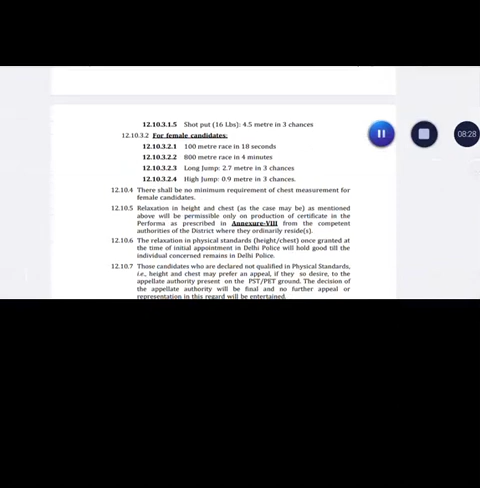 12.10.3.1.5 Shot put (16 Lbs): 4.5 metre in 3 chances
12.10.3.2 For female candidates:
12.10.3.2.1 100 metre race in 18 seconds
12.10.3.2.2 800 metre race in 4 minutes
12.10.3.2.3 Long Jump: 2.7 metre in 3 chances
12.10.3.2.4 High Jump: 0.9 metre in 3 chances.
12.10.4 There shall be no minimum requirement of chest measurement for
female candidates.
12.10.5 Relaxation in height and chest (as the case may be) as mentioned
above will be permissible only on production of certificate in the
Performa as prescribed in Annexure-VIII from the competent
authorities of the District where they ordinarily reside(s).
12.10.6 The relaxation in physical standards (height/chest) once granted at
the time of initial appointment in Delhi Police will hold good till the
individual concerned remains in Delhi Police.
12.10.7 Those candidates who are declared not qualified in Physical Standards,
i.e., height and chest may prefer an appeal, if they so desire, to the
appellate authority present on the PST/PET ground. The decision of
the appellate authority will be final and no further appeal or
representation in this regard will be entertained.
08:28